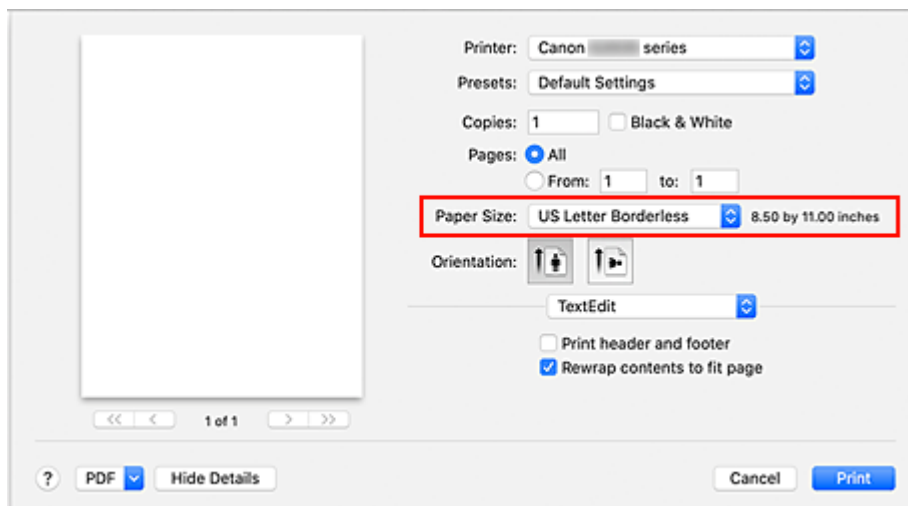 Printer: Canon series
Presets: Default Settings
Copies: 1 Black & White
Pages: All
From: 1 to: 1
Paper Size: US Letter Borderless 8.50 by 11.00 inches
Orientation:
TextEdit
Print header and footer
Rewrap contents to fit page
<< < 1 of 1 > >>
? PDF Hide Details Cancel Print